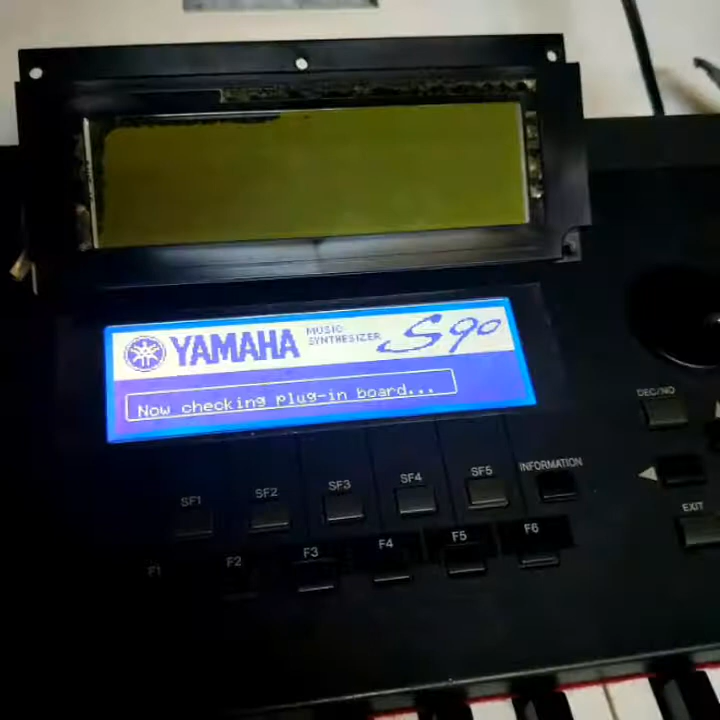 YAMAHA
MUSIC
SYNTHESIZER
S90
Now checking plug-in board...
DEC/NO
SF1 SF2 SF3 SF4 SF5 INFORMATION
EXIT
F1 F2 F3 F4 F5 F6